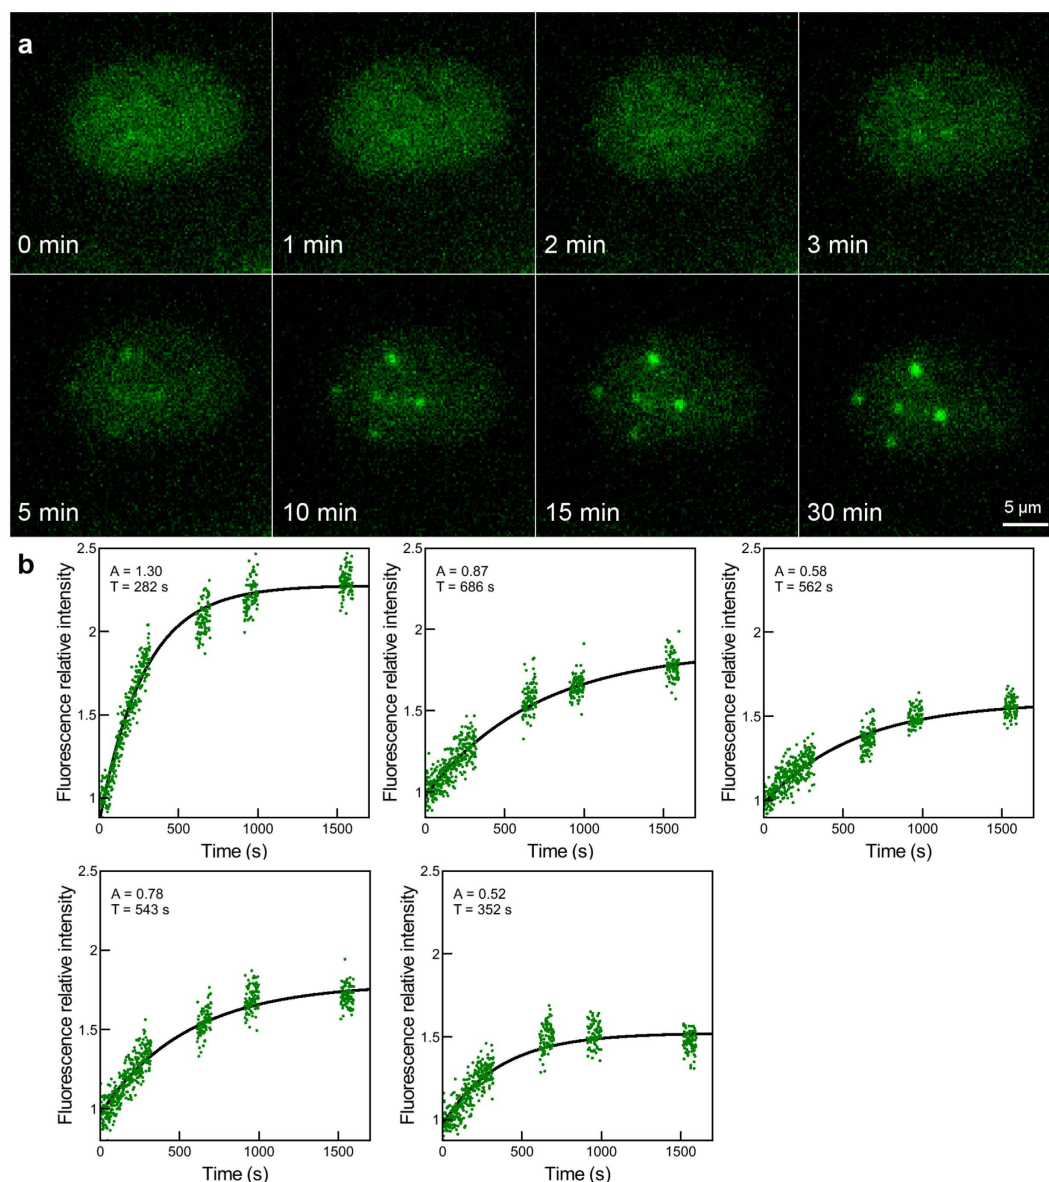 a
0 min
1 min
2 min
3 min
5 min
10 min
15 min
30 min
5 µm
b
A = 1.30
T = 282 s
Fluorescence relative intensity
2.5
2
1.5
1
0
500
1000
1500
Time (s)
A = 0.87
T = 686 s
Fluorescence relative intensity
2.5
2
1.5
1
0
500
1000
1500
Time (s)
A = 0.58
T = 562 s
Fluorescence relative intensity
2.5
2
1.5
1
0
500
1000
1500
Time (s)
A = 0.78
T = 543 s
Fluorescence relative intensity
2.5
2
1.5
1
0
500
1000
1500
Time (s)
A = 0.52
T = 352 s
Fluorescence relative intensity
2.5
2
1.5
1
0
500
1000
1500
Time (s)